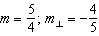 m = 5/4; m⊥ = −4/5